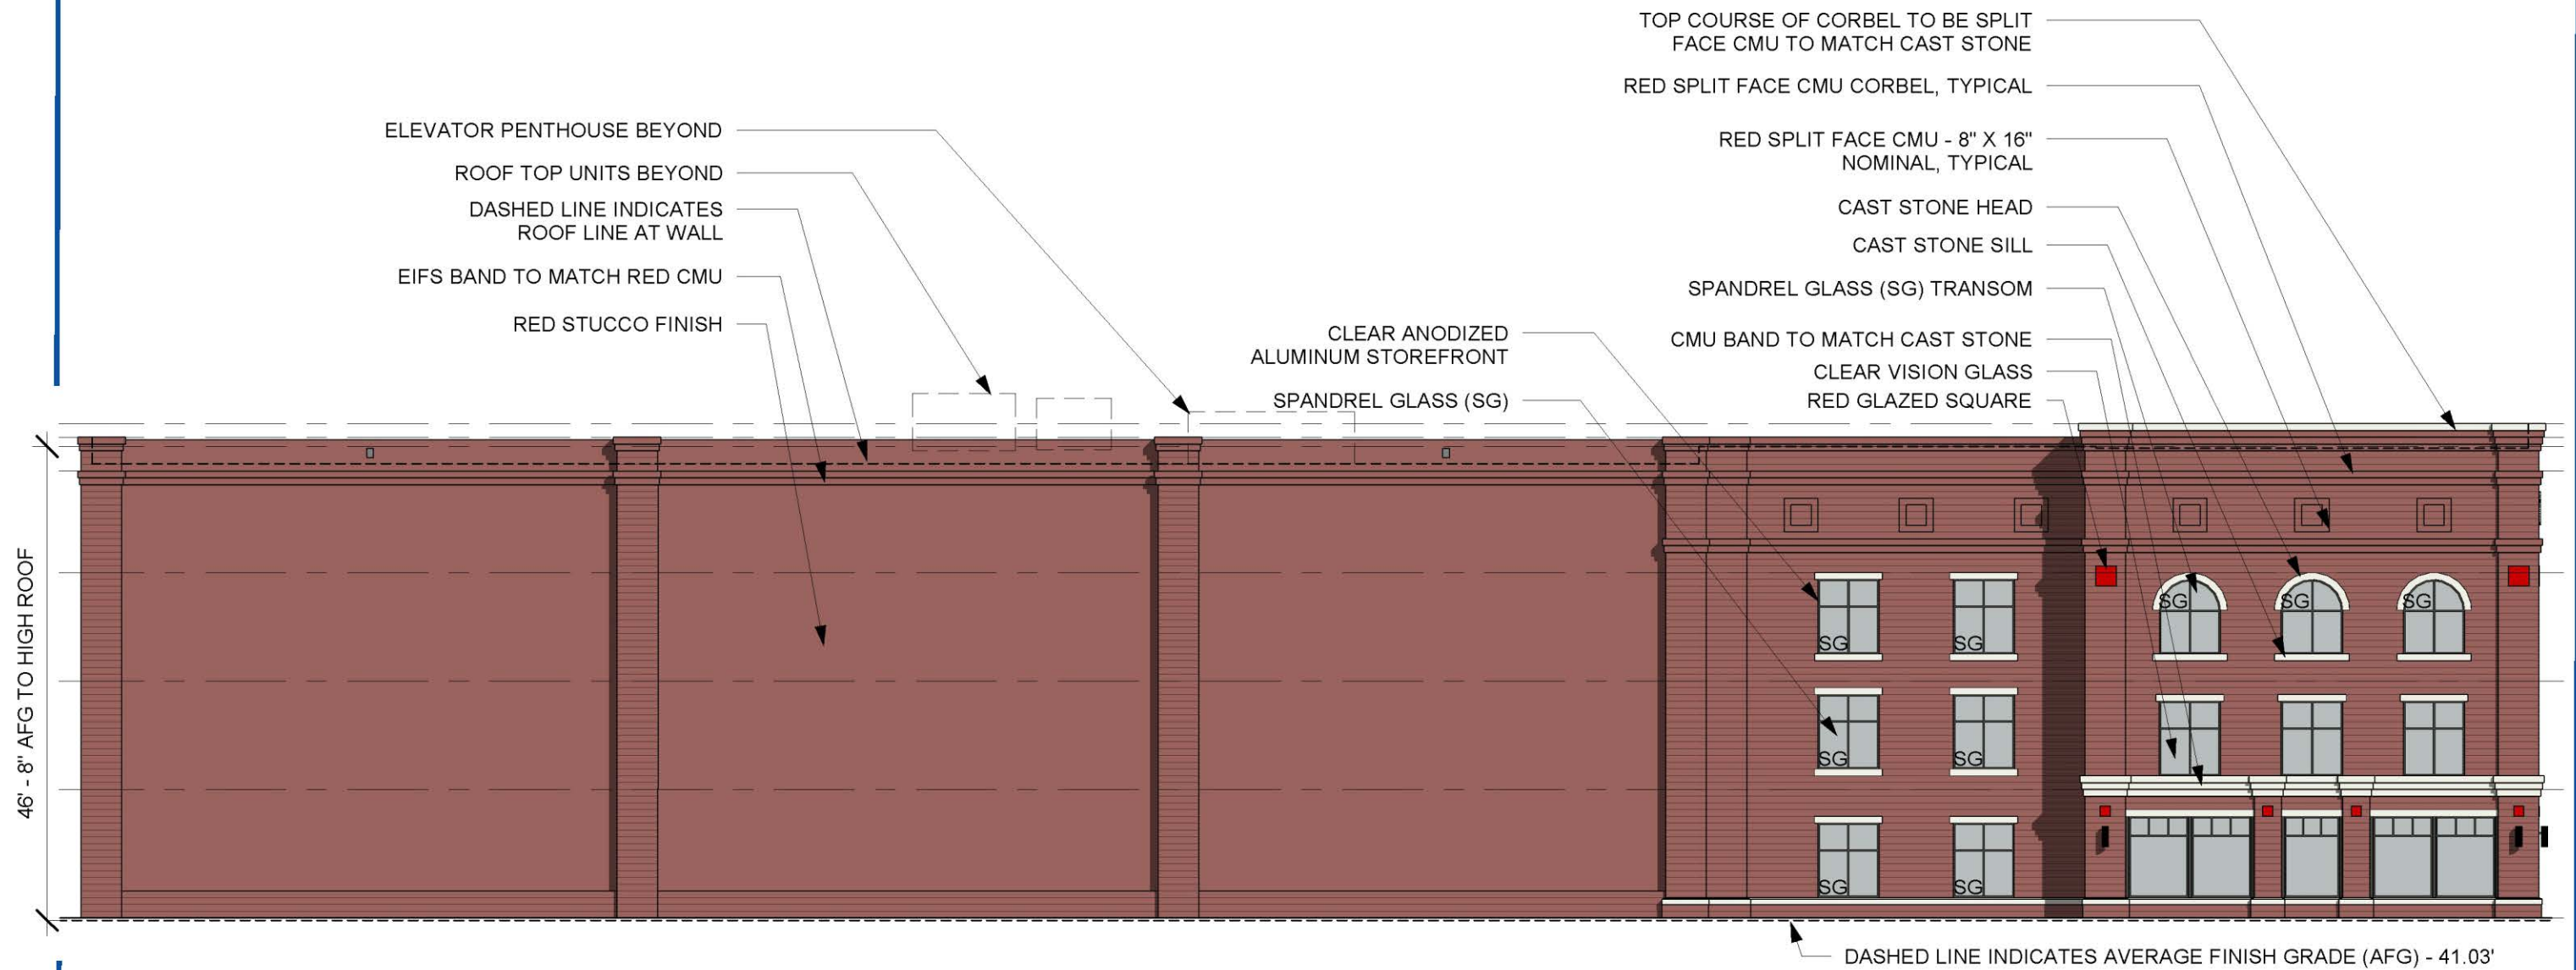 TOP COURSE OF CORBEL TO BE SPLIT
FACE CMU TO MATCH CAST STONE
RED SPLIT FACE CMU CORBEL, TYPICAL
RED SPLIT FACE CMU - 8" X 16"
NOMINAL, TYPICAL
CAST STONE HEAD
CAST STONE SILL
SPANDREL GLASS (SG) TRANSOM
CMU BAND TO MATCH CAST STONE
CLEAR VISION GLASS
RED GLAZED SQUARE
ELEVATOR PENTHOUSE BEYOND
ROOF TOP UNITS BEYOND
DASHED LINE INDICATES
ROOF LINE AT WALL
EIFS BAND TO MATCH RED CMU
RED STUCCO FINISH
CLEAR ANODIZED
ALUMINUM STOREFRONT
SPANDREL GLASS (SG)
46' - 8" AFG TO HIGH ROOF
SG SG SG
SG SG
SG SG
SG SG
DASHED LINE INDICATES AVERAGE FINISH GRADE (AFG) - 41.03'